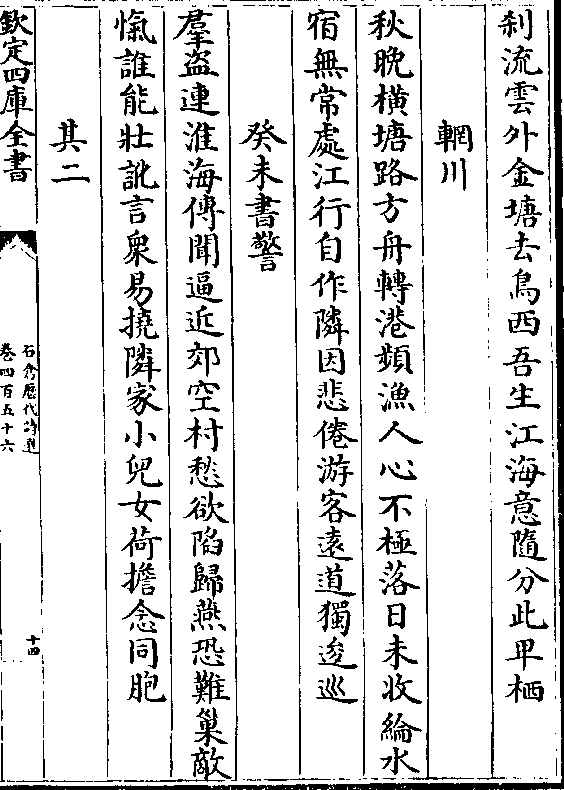 刹流雲外金塘去鳥西吾生江海意隨分此卑栖
輞川
秋晚横塘路方舟轉港頻漁人心不極落日未收綸水
宿無常處江行自作隣因悲倦游客遠道獨逡巡
癸未書警
羣盗連淮海傳聞逼近郊空村愁欲陷歸燕恐難巢敵
愾誰能壯訛言衆易撓隣家小兒女荷擔念同胞
其二
欽定四庫全書
石倉歴代詩選
卷四百五十六
十四